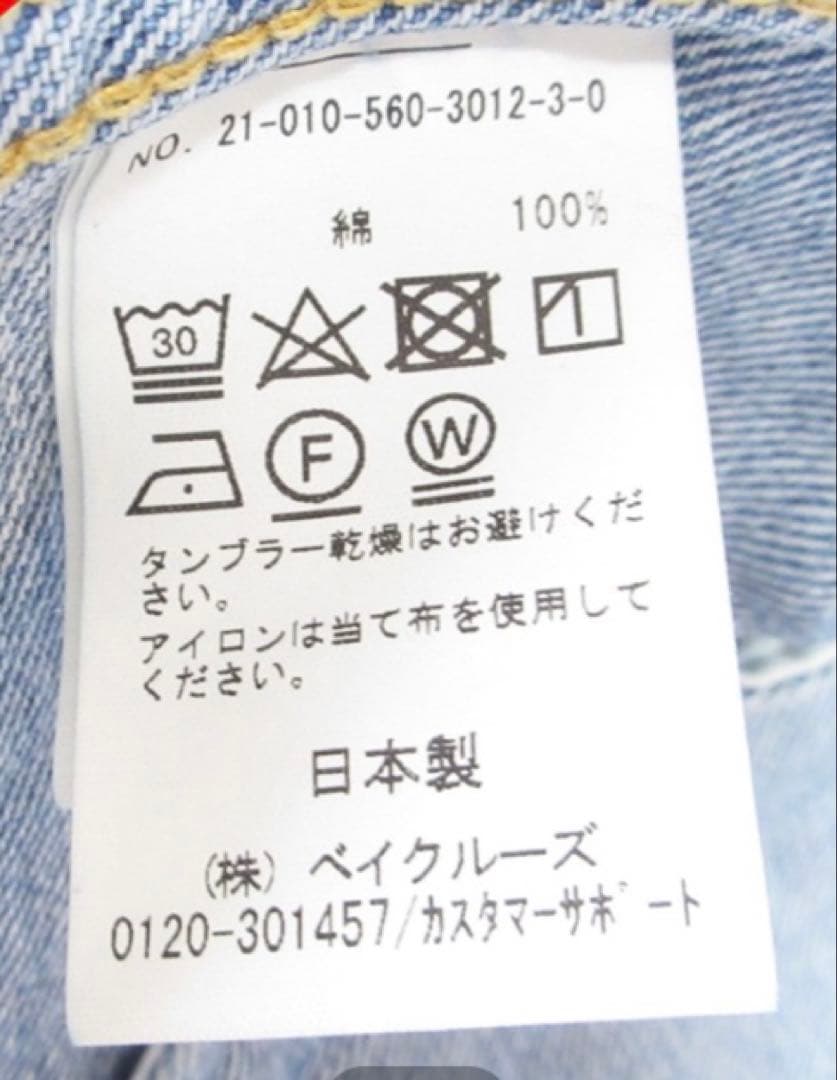 NO. 21-010-560-3012-3-0
綿 100%
30
F W
タンブラー乾燥はお避けくだ
さい。
アイロンは当て布を使用して
ください。
日本製
(株) ベイクルーズ
0120-301457/カスタマーサポート